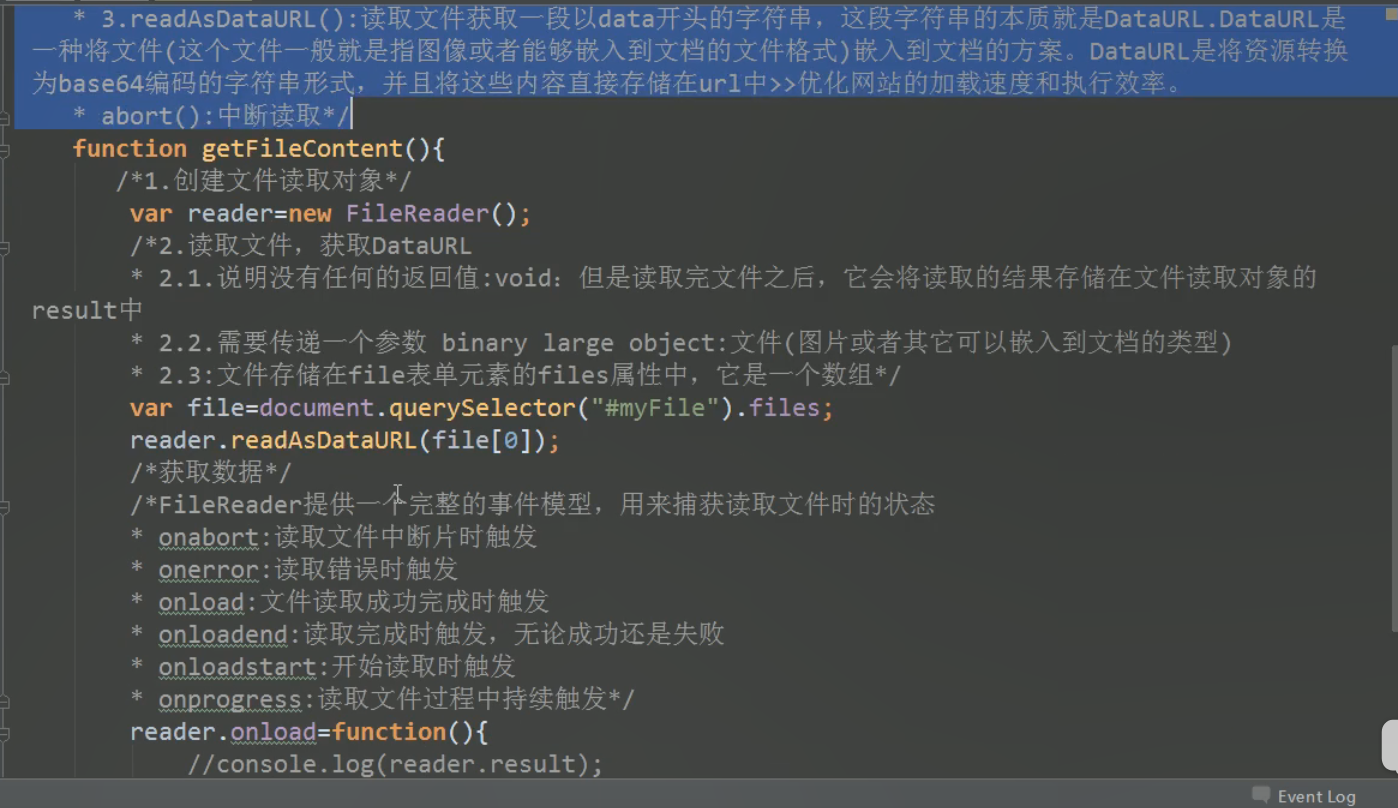 * 3.readAsDataURL():读取文件获取一段以data开头的字符串，这段字符串的本质就是DataURL.DataURL是
一种将文件(这个文件一般就是指图像或者能够嵌入到文档的文件格式)嵌入到文档的方案。DataURL是将资源转换
为base64编码的字符串形式，并且将这些内容直接存储在url中>>优化网站的加载速度和执行效率。
* abort():中断读取*/
function getFileContent(){
/*1.创建文件读取对象*/
var reader=new FileReader();
/*2.读取文件，获取DataURL
* 2.1.说明没有任何的返回值:void：但是读取完文件之后，它会将读取的结果存储在文件读取对象的
result中
* 2.2.需要传递一个参数 binary large object:文件(图片或者其它可以嵌入到文档的类型)
* 2.3:文件存储在file表单元素的files属性中，它是一个数组*/
var file=document.querySelector("#myFile").files;
reader.readAsDataURL(file[0]);
/*获取数据*/
/*FileReader提供一个完整的事件模型，用来捕获读取文件时的状态
* onabort:读取文件中断片时触发
* onerror:读取错误时触发
* onload:文件读取成功完成时触发
* onloadend:读取完成时触发，无论成功还是失败
* onloadstart:开始读取时触发
* onprogress:读取文件过程中持续触发*/
reader.onload=function(){
//console.log(reader.result);
Event Log